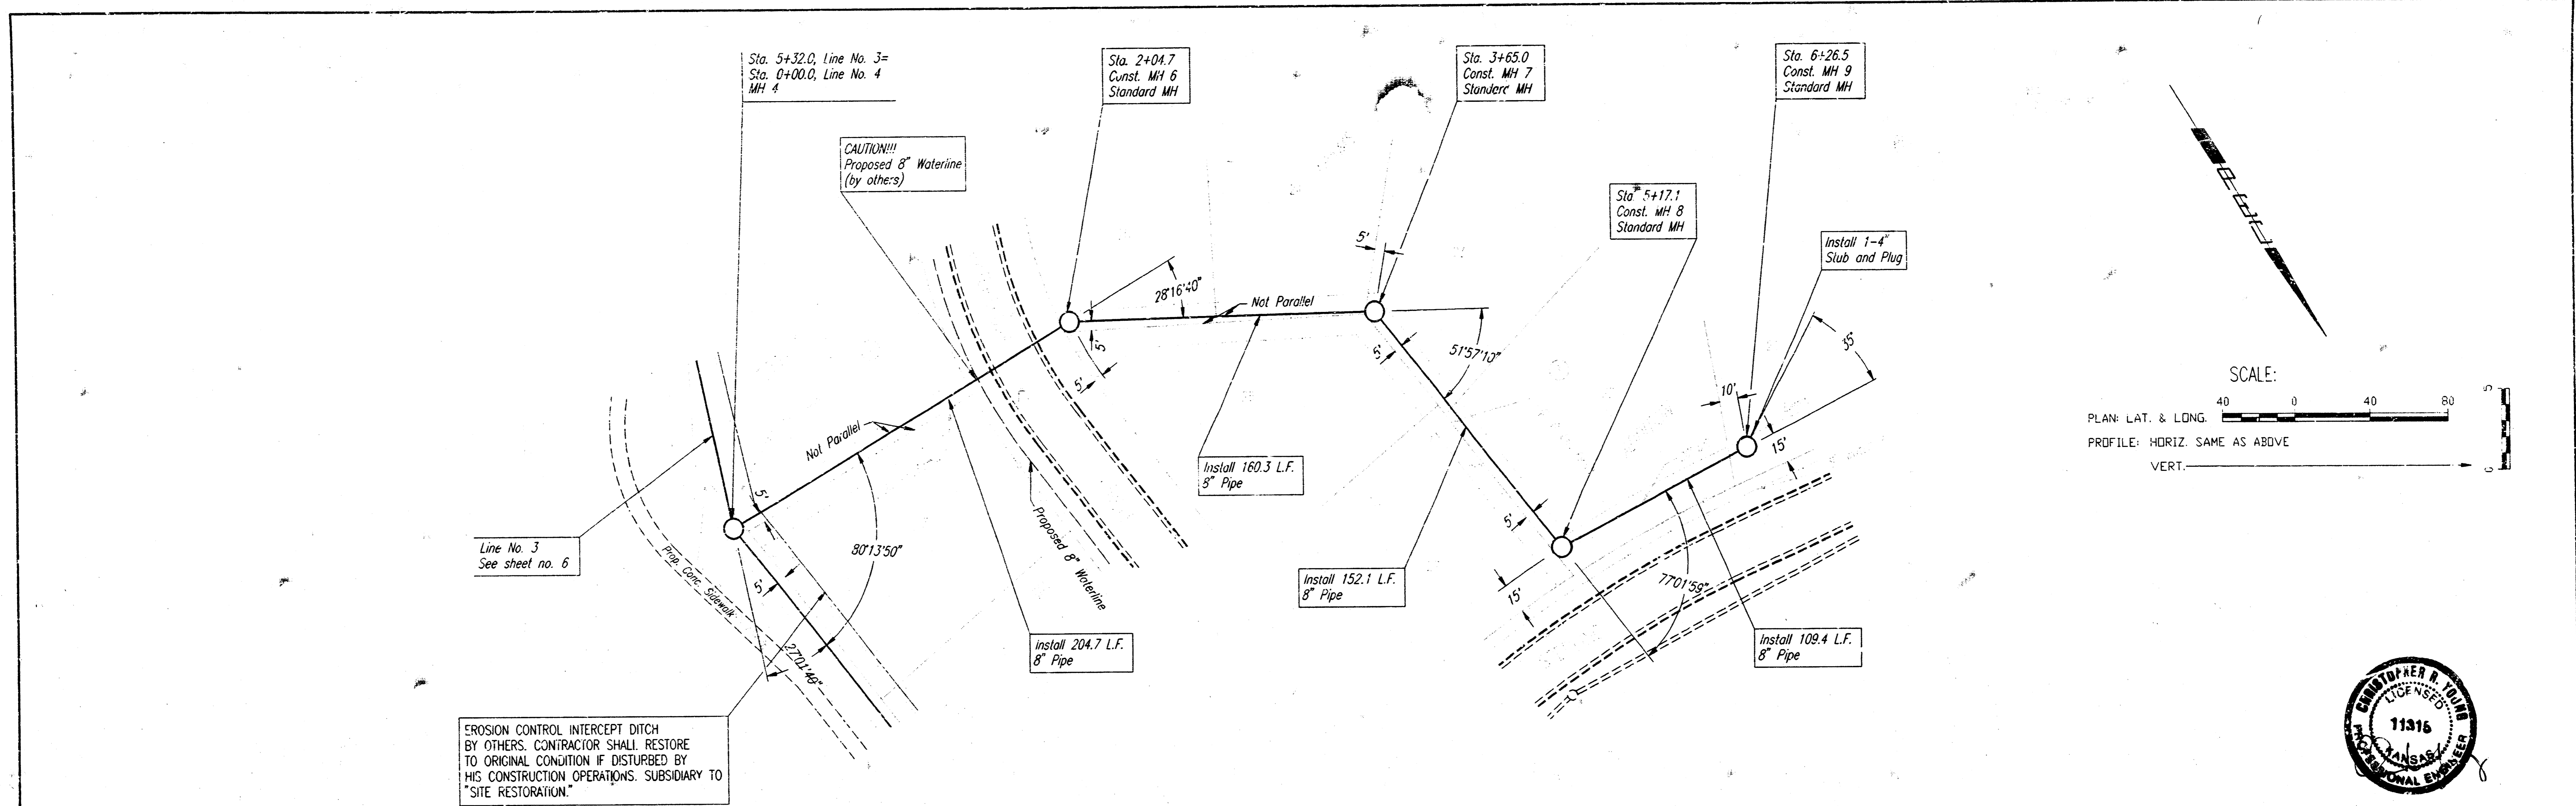 Sta. 5+32.0, Line No. 3=
Sta. 0+00.0, Line No. 4
MH 4
Sta. 2+04.7
Const. MH 6
Standard MH
Sta. 3+65.0
Const. MH 7
Standard MH
Sta. 6+26.5
Const. MH 9
Standard MH
CAUTION!!!
Proposed 8" Waterline
(by others)
Sta. 5+17.1
Const. MH 8
Standard MH
Install 1-4"
Stub and Plug
5'
28°16'40"
Not Parallel
5'
5'
5'
51°57'10"
10'
35'
15'
SCALE:
PLAN: LAT. & LONG.
40 0 40 80
5
PROFILE: HORIZ. SAME AS ABOVE
VERT.
0
Not Parallel
Install 160.3 L.F.
8" Pipe
5'
5'
80°13'50"
Proposed 8" Waterline
Line No. 3
See sheet no. 6
Prop. Conc. Sidewalk
5'
27°01'40"
Install 152.1 L.F.
8" Pipe
15'
77°01'59"
Install 204.7 L.F.
8" Pipe
Install 109.4 L.F.
8" Pipe
EROSION CONTROL INTERCEPT DITCH
BY OTHERS. CONTRACTOR SHALL RESTORE
TO ORIGINAL CONDITION IF DISTURBED BY
HIS CONSTRUCTION OPERATIONS. SUBSIDIARY TO
"SITE RESTORATION."
CHRISTOPHER R. YOUNG
LICENSED
11315
KANSAS
PROFESSIONAL ENGINEER